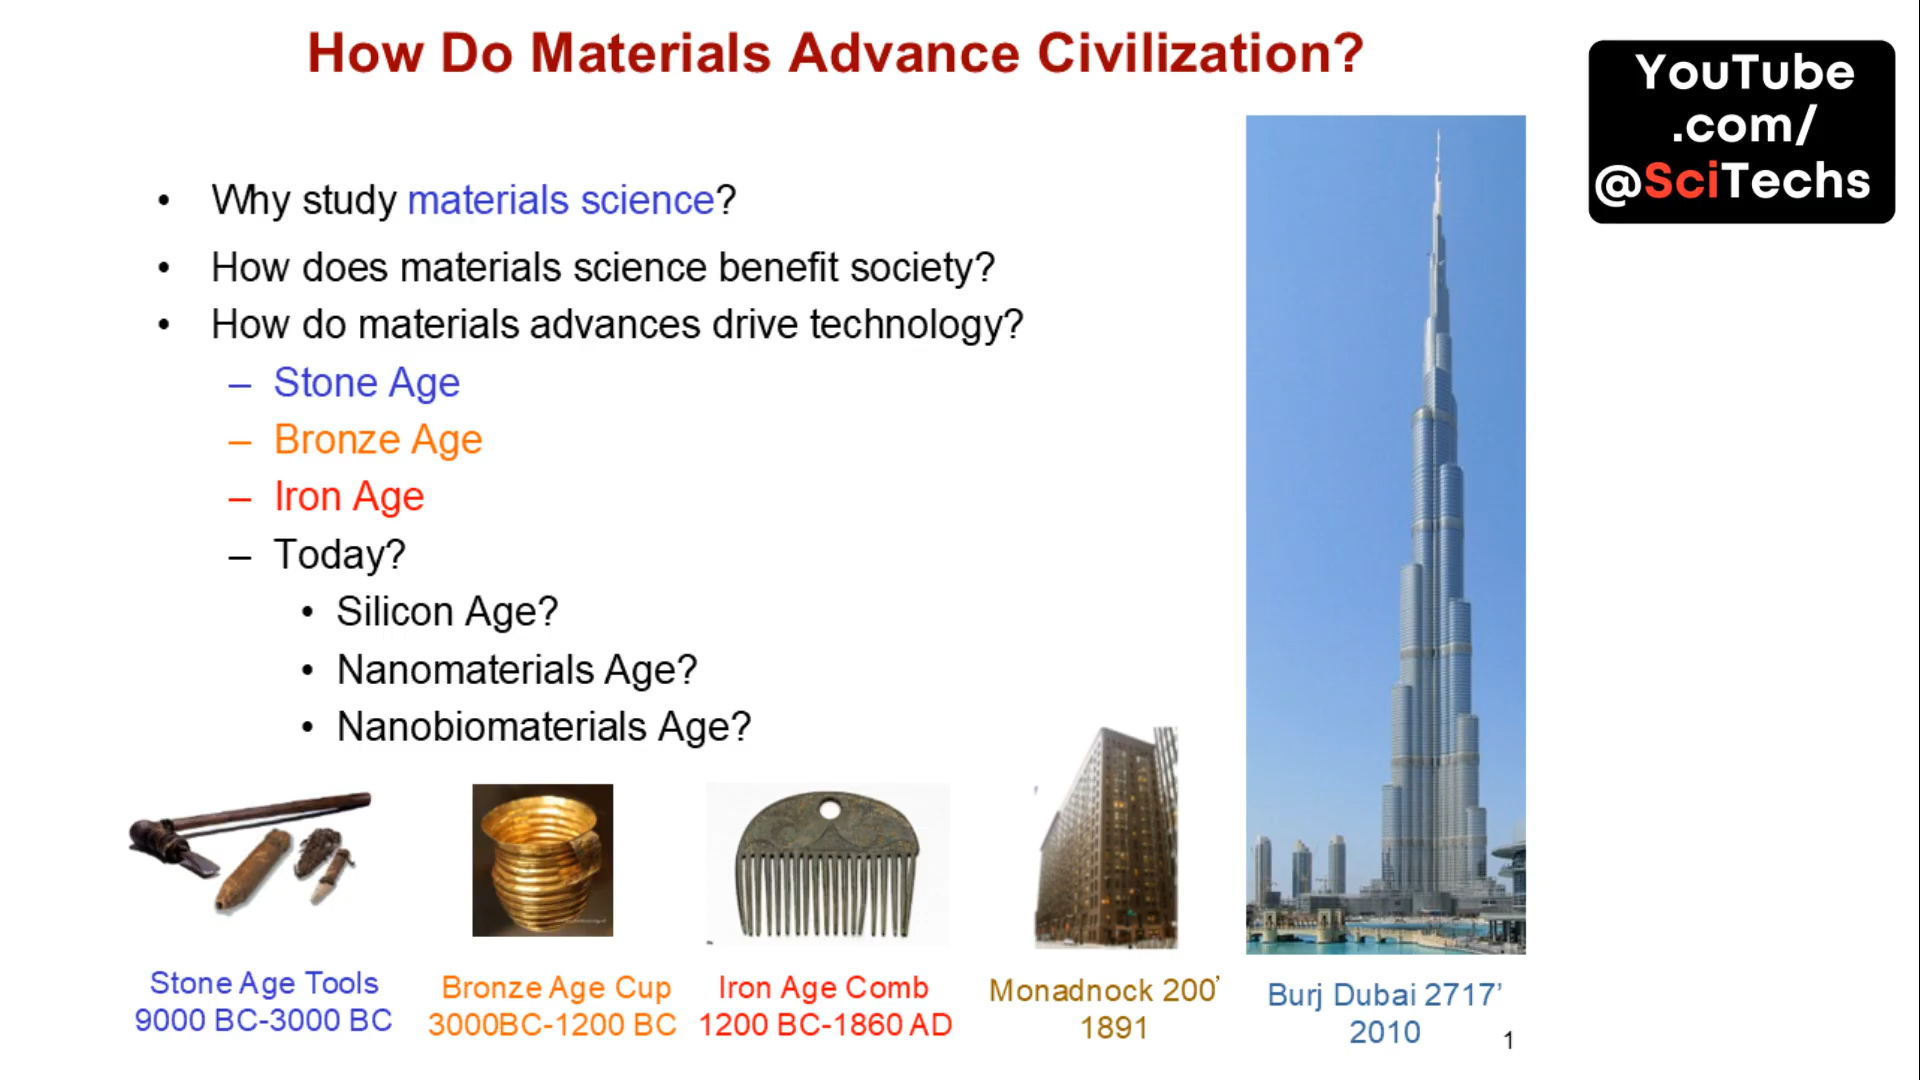 How Do Materials Advance Civilization?
YouTube
.com/
@SciTechs
• Why study materials science?
• How does materials science benefit society?
• How do materials advances drive technology?
– Stone Age
– Bronze Age
– Iron Age
– Today?
• Silicon Age?
• Nanomaterials Age?
• Nanobiomaterials Age?
Stone Age Tools
9000 BC-3000 BC
Bronze Age Cup
3000BC-1200 BC
Iron Age Comb
1200 BC-1860 AD
Monadnock 200’
1891
Burj Dubai 2717’
2010
1